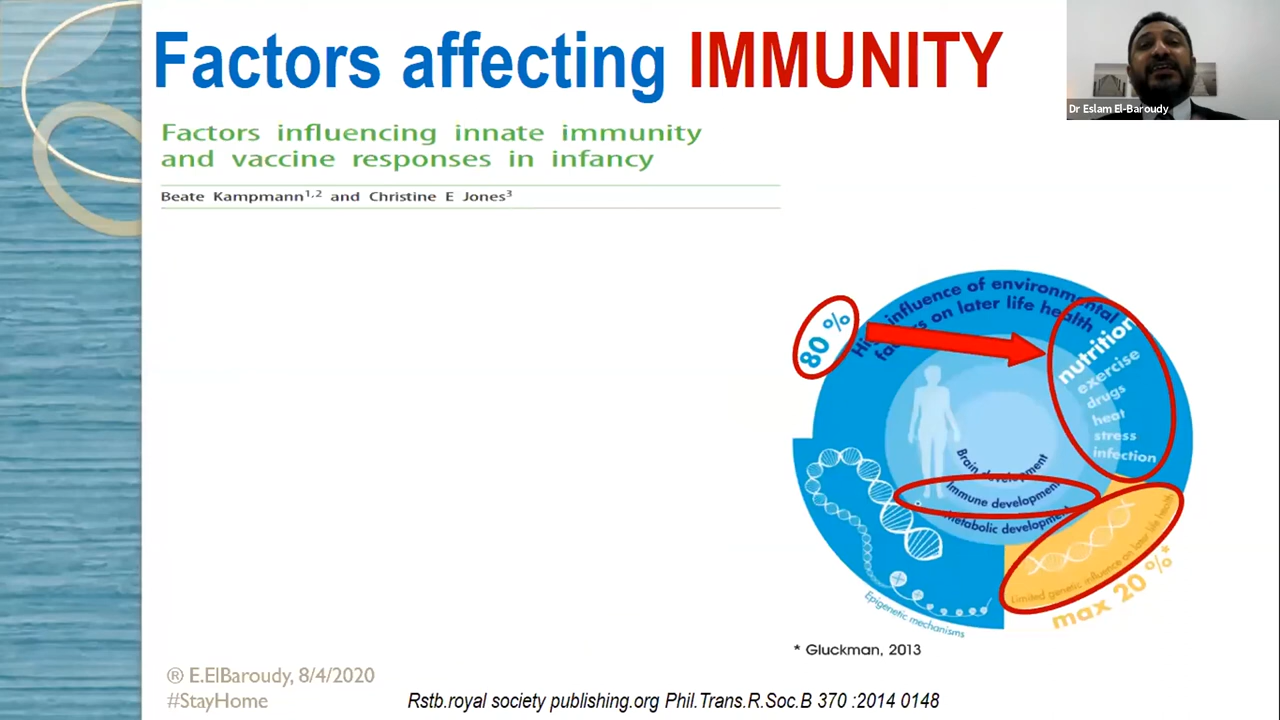 Factors affecting IMMUNITY
Dr Eslam El-Baroudy
Factors influencing innate immunity
and vaccine responses in infancy
Beate Kampmann1,2 and Christine E Jones3
80 %
High influence of environmental
factors on later life health
nutrition
exercise
drugs
heat
stress
infection
Brain development
Immune development
Metabolic development
Limited genetic influence on later life health
max 20 %*
Epigenetic mechanisms
* Gluckman, 2013
® E.ElBaroudy, 8/4/2020
#StayHome
Rstb.royal society publishing.org Phil.Trans.R.Soc.B 370 :2014 0148